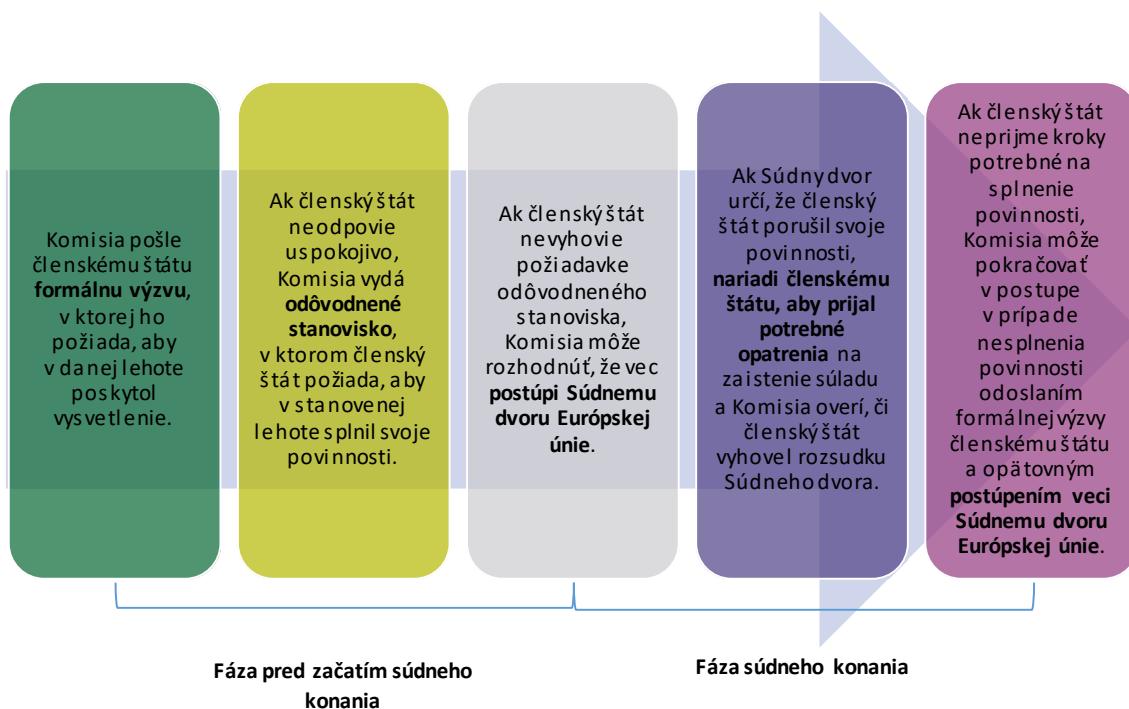 Komisia pošle
členskému štátu
formálnu výzvu,
v ktorej ho
požiada, aby
v danej lehote
poskytol
vysvetlenie.
Ak členský štát
neodpovie
uspokojivo,
Komisia vydá
odôvodnené
stanovisko,
v ktorom členský
štát požiada, aby
v stanovenej
lehote splnil svoje
povinnosti.
Ak členský štát
nevyhovie
požiadavke
odôvodneného
stanoviska,
Komisia môže
rozhodnúť, že vec
postúpi Súdnemu
dvoru Európskej
únie.
Ak Súdny dvor
určí, že členský
štát porušil svoje
povinnosti,
nariadi členskému
štátu, aby prijal
potrebné
opatrenia na
zaistenie súladu
a Komisia overí, či
členský štát
vyhovel rozsudku
Súdneho dvora.
Ak členský štát
neprijme kroky
potrebné na
splnenie
povinnosti,
Komisia môže
pokračovať
v postupe
v prípade
nesplnenia
povinnosti
odoslaním
formálnej výzvy
členskému štátu
a opätovným
postúpením veci
Súdnemu dvoru
Európskej únie.
Fáza pred začatím súdneho
konania
Fáza súdneho konania